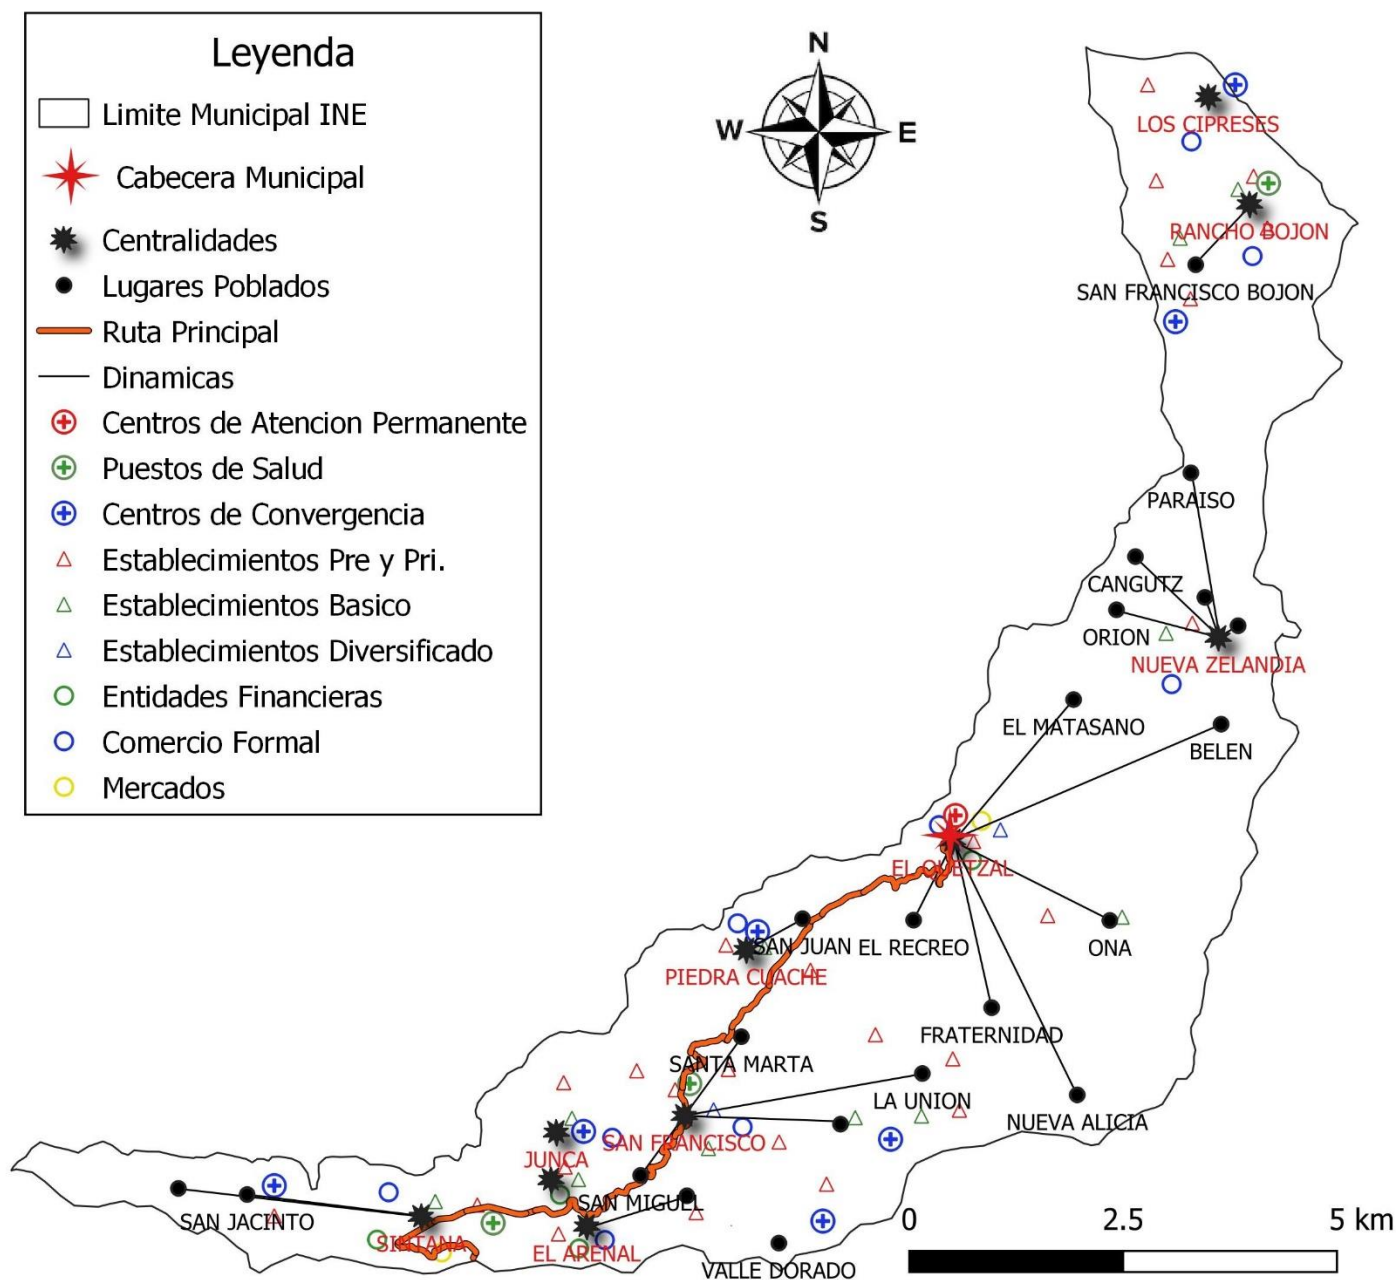 Leyenda
Limite Municipal INE
Cabecera Municipal
Centralidades
Lugares Poblados
Ruta Principal
Dinamicas
Centros de Atencion Permanente
Puestos de Salud
Centros de Convergencia
Establecimientos Pre y Pri.
Establecimientos Basico
Establecimientos Diversificado
Entidades Financieras
Comercio Formal
Mercados
N
W
E
S
LOS CIPRESES
RANCHO BOJON
SAN FRANCISCO BOJON
PARAISO
CANGUTZ
ORION
NUEVA ZELANDIA
EL MATASANO
BELEN
EL QUETZAL
SAN JUAN
EL RECREO
ONA
PIEDRA CUACHE
FRATERNIDAD
SANTA MARTA
LA UNION
NUEVA ALICIA
SAN FRANCISCO
JUNCA
SAN MIGUEL
SAN JACINTO
SINTANA
EL ARENAL
VALLE DORADO
0
2.5
5 km